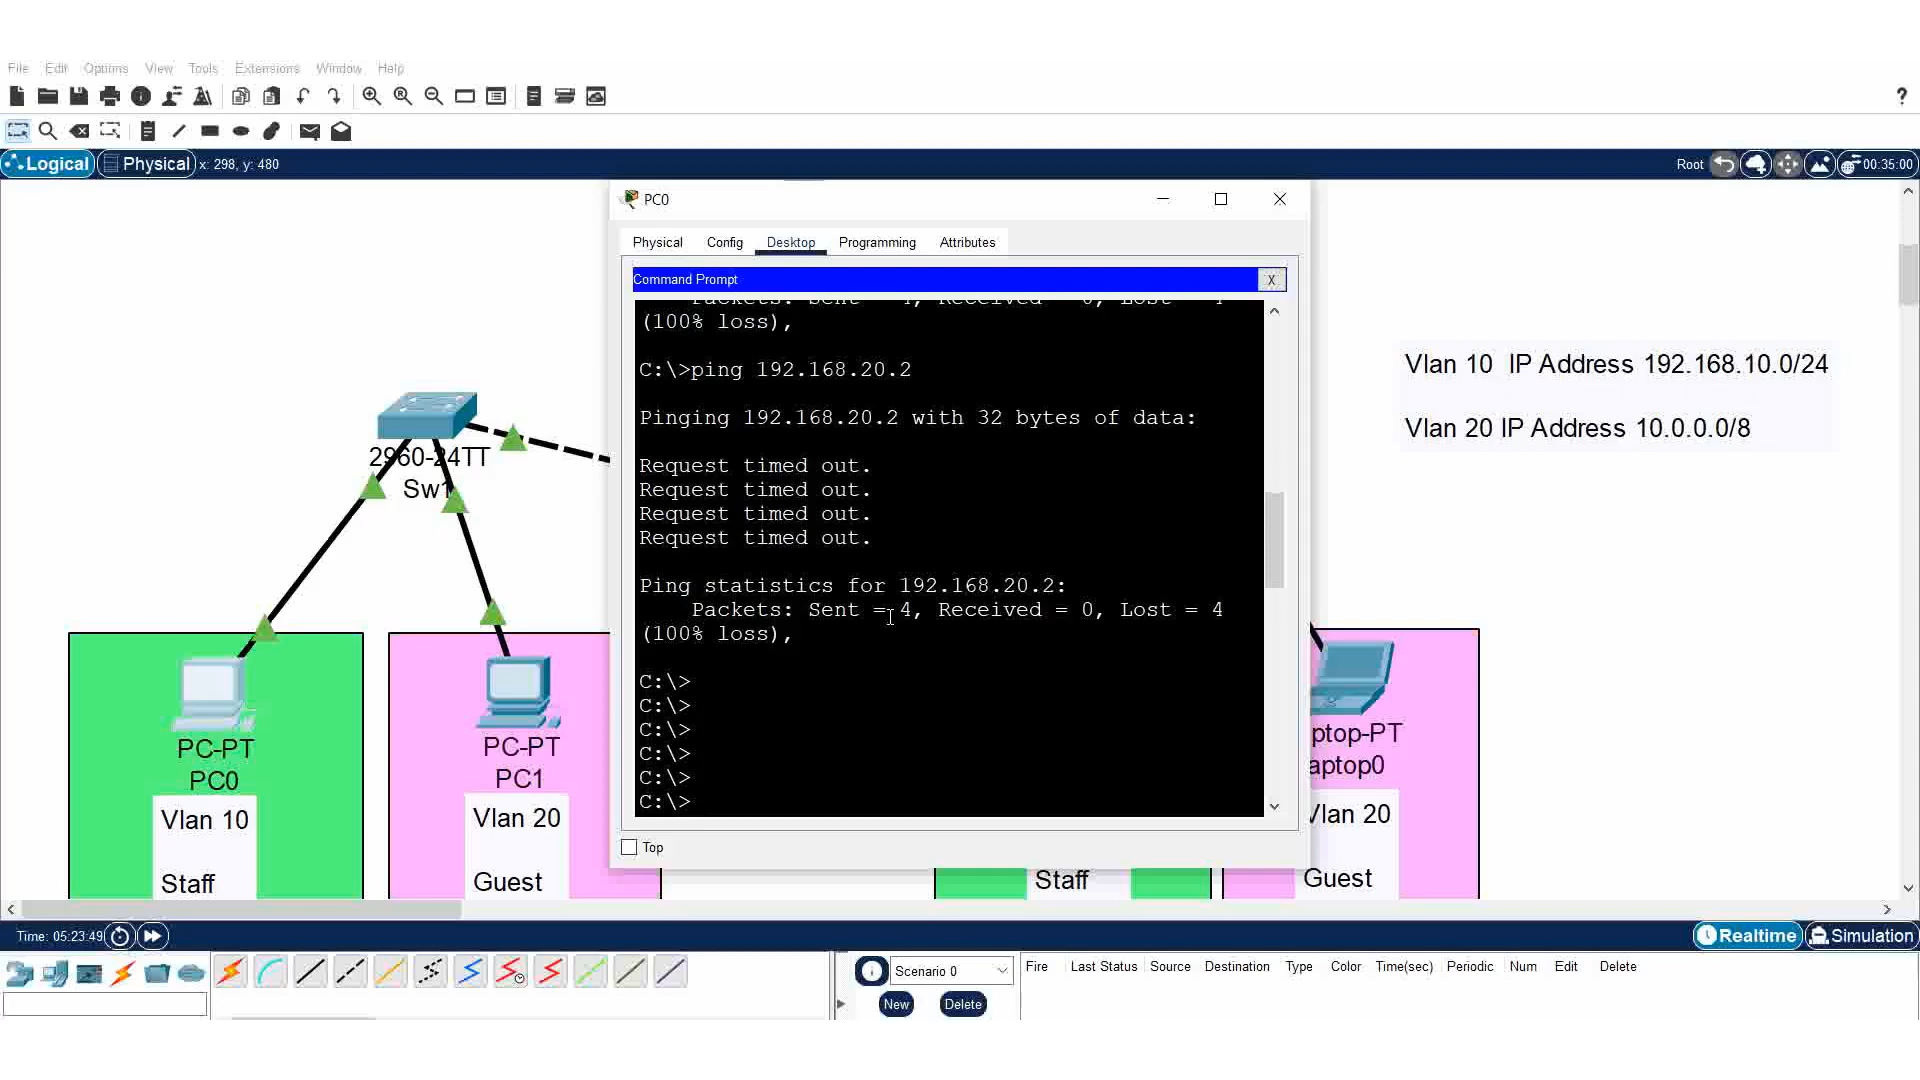 File Edit Options View Tools Extensions Window Help
?
Logical Physical x: 298, y: 480 Root 00:35:00
PC0
Physical Config Desktop Programming Attributes
Command Prompt X
Packets: Sent = 4, Received = 0, Lost = 4
(100% loss),
C:\>ping 192.168.20.2
Pinging 192.168.20.2 with 32 bytes of data:
Request timed out.
Request timed out.
Request timed out.
Request timed out.
Ping statistics for 192.168.20.2:
Packets: Sent = 4, Received = 0, Lost = 4
(100% loss),
C:\>
C:\>
C:\>
C:\>
C:\>
C:\>
Top
Vlan 10 IP Address 192.168.10.0/24
Vlan 20 IP Address 10.0.0.0/8
2960-24TT
Sw1
PC-PT
PC0
Vlan 10
Staff
PC-PT
PC1
Vlan 20
Guest
Staff
ptop-PT
aptop0
Vlan 20
Guest
Time: 05:23:49 Realtime Simulation
Scenario 0
New Delete
Fire Last Status Source Destination Type Color Time(sec) Periodic Num Edit Delete